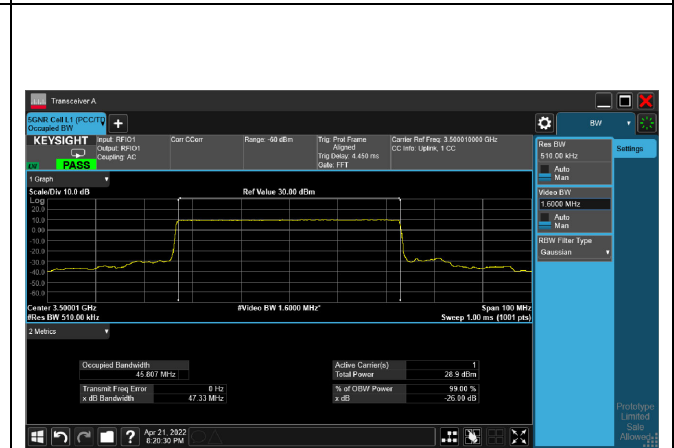 Transceiver A
5GNR Cell L1 (PCC/TD
Occupied BW
BW
KEYSIGHT
Input: RFIO1
Output: RFIO1
Coupling: AC
Corr CCorr
Range: -60 dBm
Trig: Prot Frame
Aligned
Trig Delay: 4.450 ms
Gate: FFT
Carrier Ref Freq: 3.500010000 GHz
CC Info: Uplink, 1 CC
PASS
Res BW
510.00 kHz
Auto
Man
Settings
Video BW
1.6000 MHz
Auto
Man
RBW Filter Type
Gaussian
1 Graph
Scale/Div 10.0 dB
Ref Value 30.00 dBm
Log
20.0
10.0
0.00
-10.0
-20.0
-30.0
-40.0
-50.0
-60.0
Center 3.50001 GHz
#Video BW 1.6000 MHz*
Span 100 MHz
#Res BW 510.00 kHz
Sweep 1.00 ms (1001 pts)
2 Metrics
Occupied Bandwidth
45.807 MHz
Active Carrier(s) 1
Total Power 28.9 dBm
Transmit Freq Error 0 Hz
x dB Bandwidth 47.33 MHz
% of OBW Power 99.00 %
x dB -26.00 dB
Prototype
Limited
Sale
Allowed
Apr 21, 2022
8:20:30 PM